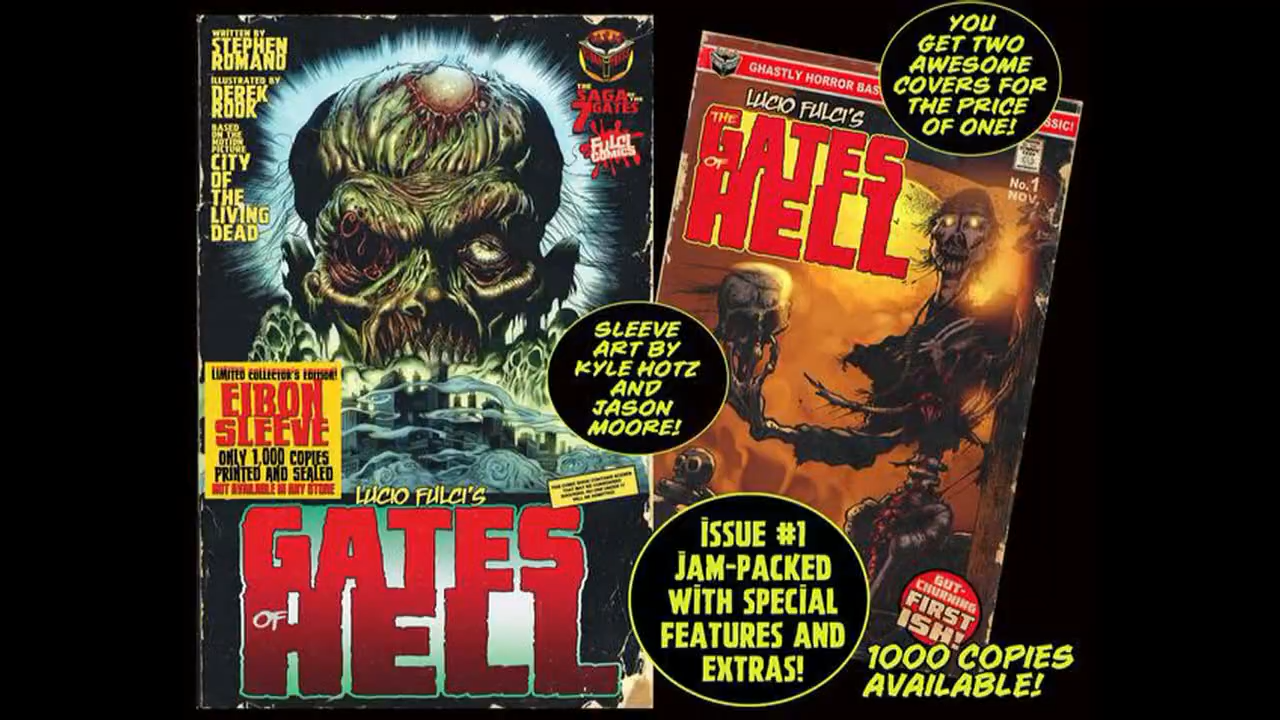 WRITTEN BY
STEPHEN
ROMANO
ILLUSTRATED BY
DEREK
ROOK
BASED
ON THE
MOTION
PICTURE
CITY
OF
THE
LIVING
DEAD
THE
SAGA OF THE
7 GATES
FULCI
COMICS
LIMITED COLLECTOR'S EDITION!
EIBON
SLEEVE
ONLY 1,000 COPIES
PRINTED AND SEALED
NOT AVAILABLE IN ANY STORE
LUCIO FULCI'S
GATES
OF
HELL
SLEEVE
ART BY
KYLE HOTZ
AND
JASON
MOORE!
GHASTLY HORROR BAS
SSIC!
LUCIO FULCI'S
THE
GATES
OF
HELL
No. 1
NOV.
YOU
GET TWO
AWESOME
COVERS FOR
THE PRICE
OF ONE!
ISSUE #1
JAM-PACKED
WITH SPECIAL
FEATURES AND
EXTRAS!
GUT-
CHURNING
FIRST
ISH!
1000 COPIES
AVAILABLE!